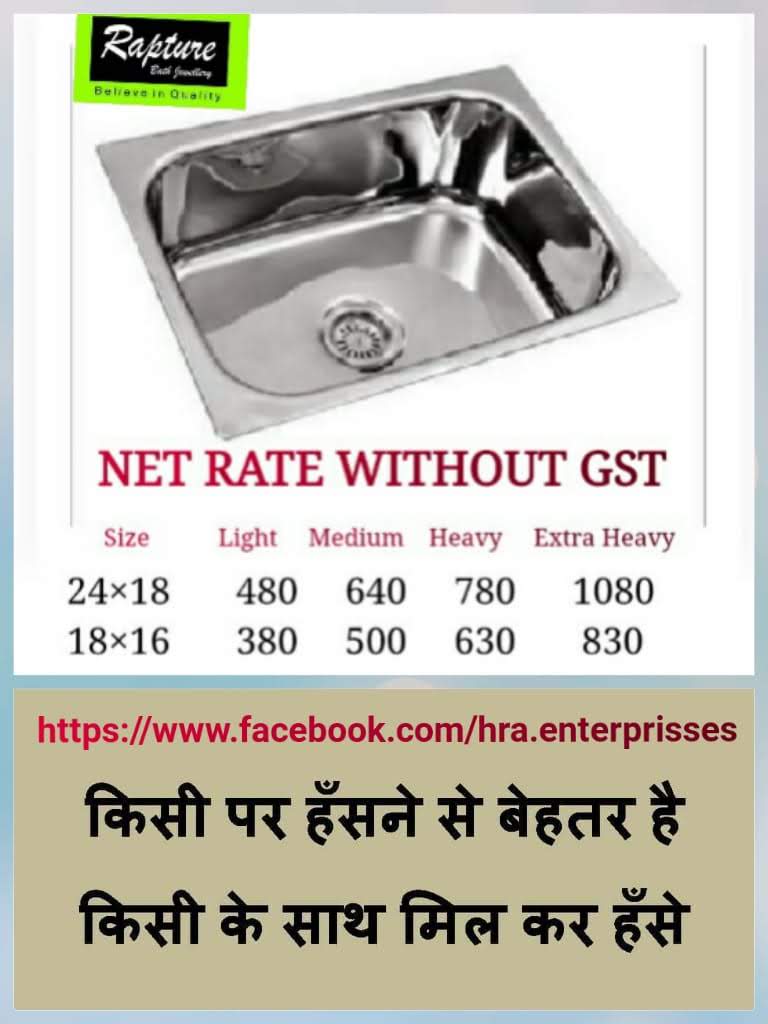 Rapture
Bath Jewellery
Believe in Quality
NET RATE WITHOUT GST
Size Light Medium Heavy Extra Heavy
24×18 480 640 780 1080
18×16 380 500 630 830
https://www.facebook.com/hra.enterprisses
किसी पर हँसने से बेहतर है
किसी के साथ मिल कर हँसे